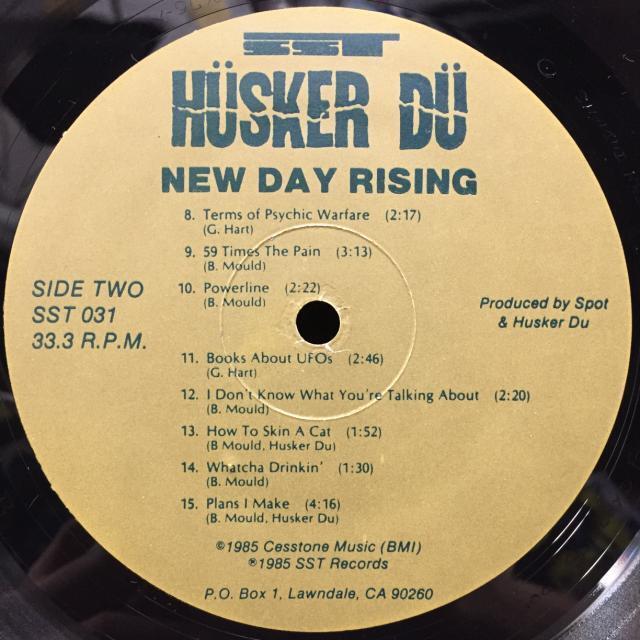 SST
HÜSKER DÜ
NEW DAY RISING
8. Terms of Psychic Warfare (2:17)
(G. Hart)
9. 59 Times The Pain (3:13)
(B. Mould)
10. Powerline (2:22)
(B. Mould)
SIDE TWO
SST 031
33.3 R.P.M.
Produced by Spot
& Husker Du
11. Books About UFOs (2:46)
(G. Hart)
12. I Don't Know What You're Talking About (2:20)
(B. Mould)
13. How To Skin A Cat (1:52)
(B Mould, Husker Du)
14. Whatcha Drinkin' (1:30)
(B. Mould)
15. Plans I Make (4:16)
(B. Mould, Husker Du)
©1985 Cesstone Music (BMI)
℗1985 SST Records
P.O. Box 1, Lawndale, CA 90260